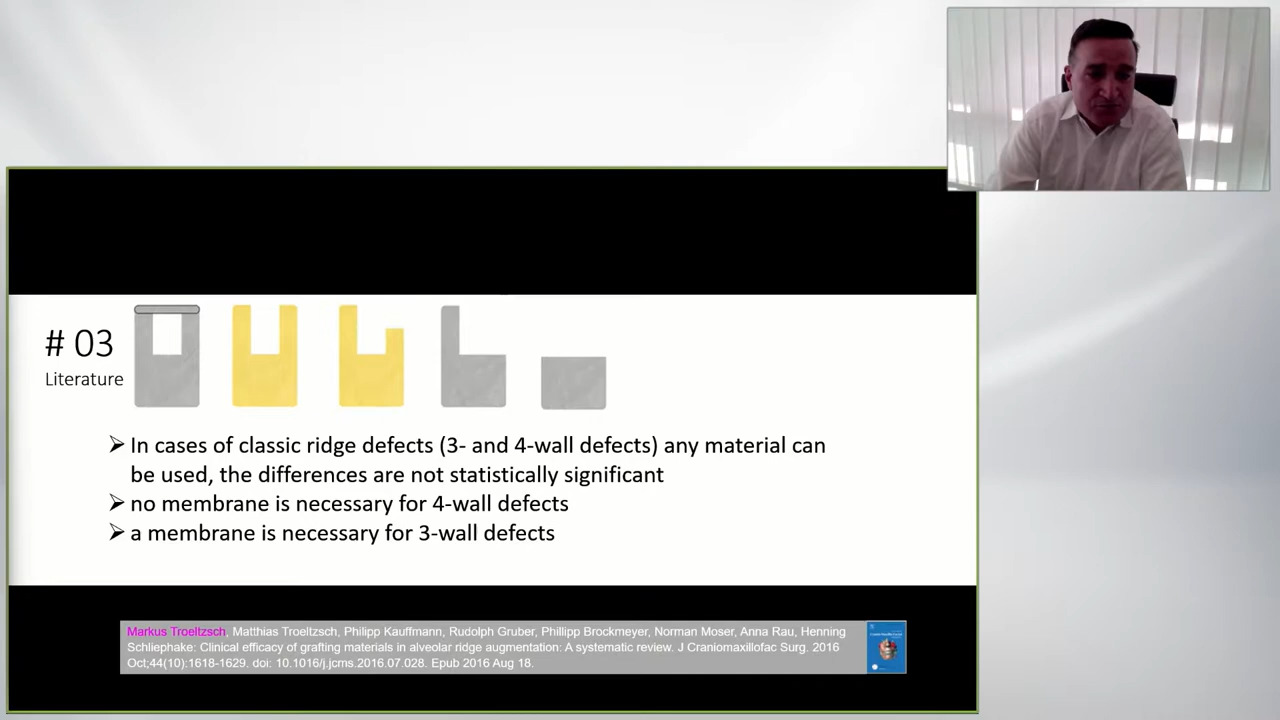 # 03
Literature
➢ In cases of classic ridge defects (3- and 4-wall defects) any material can
be used, the differences are not statistically significant
➢ no membrane is necessary for 4-wall defects
➢ a membrane is necessary for 3-wall defects
Markus Troeltzsch, Matthias Troeltzsch, Philipp Kauffmann, Rudolph Gruber, Phillipp Brockmeyer, Norman Moser, Anna Rau, Henning
Schliephake: Clinical efficacy of grafting materials in alveolar ridge augmentation: A systematic review. J Craniomaxillofac Surg. 2016
Oct;44(10):1618-1629. doi: 10.1016/j.jcms.2016.07.028. Epub 2016 Aug 18.